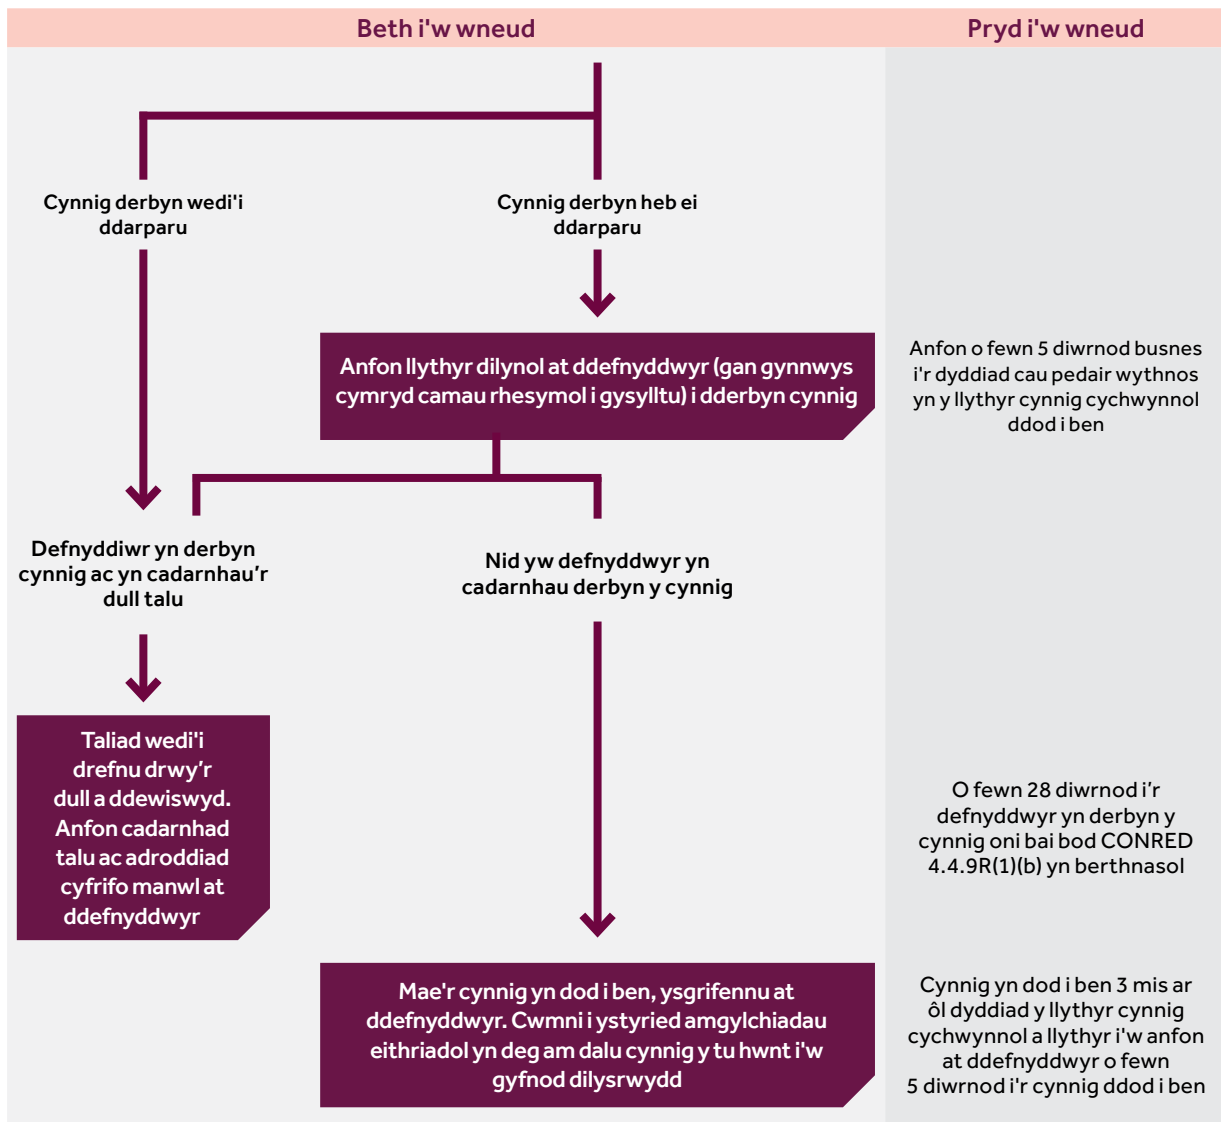 Beth i'w wneud
Pryd i'w wneud
Cynnig derbyn wedi'i
ddarparu
Cynnig derbyn heb ei
ddarparu
Anfon llythyr dilynol at ddefnyddwyr (gan gynnwys
cymryd camau rhesymol i gysylltu) i dderbyn cynnig
Anfon o fewn 5 diwrnod busnes
i'r dyddiad cau pedair wythnos
yn y llythyr cynnig cychwynnol
ddod i ben
Defnyddiwr yn derbyn
cynnig ac yn cadarnhau’r
dull talu
Nid yw defnyddwyr yn
cadarnhau derbyn y cynnig
Taliad wedi'i
drefnu drwy’r
dull a ddewiswyd.
Anfon cadarnhad
talu ac adroddiad
cyfrifo manwl at
ddefnyddwyr
O fewn 28 diwrnod i’r
defnyddwyr yn derbyn y
cynnig oni bai bod CONRED
4.4.9R(1)(b) yn berthnasol
Mae'r cynnig yn dod i ben, ysgrifennu at
ddefnyddwyr. Cwmni i ystyried amgylchiadau
eithriadol yn deg am dalu cynnig y tu hwnt i'w
gyfnod dilysrwydd
Cynnig yn dod i ben 3 mis ar
ôl dyddiad y llythyr cynnig
cychwynnol a llythyr i'w anfon
at ddefnyddwyr o fewn
5 diwrnod i'r cynnig ddod i ben